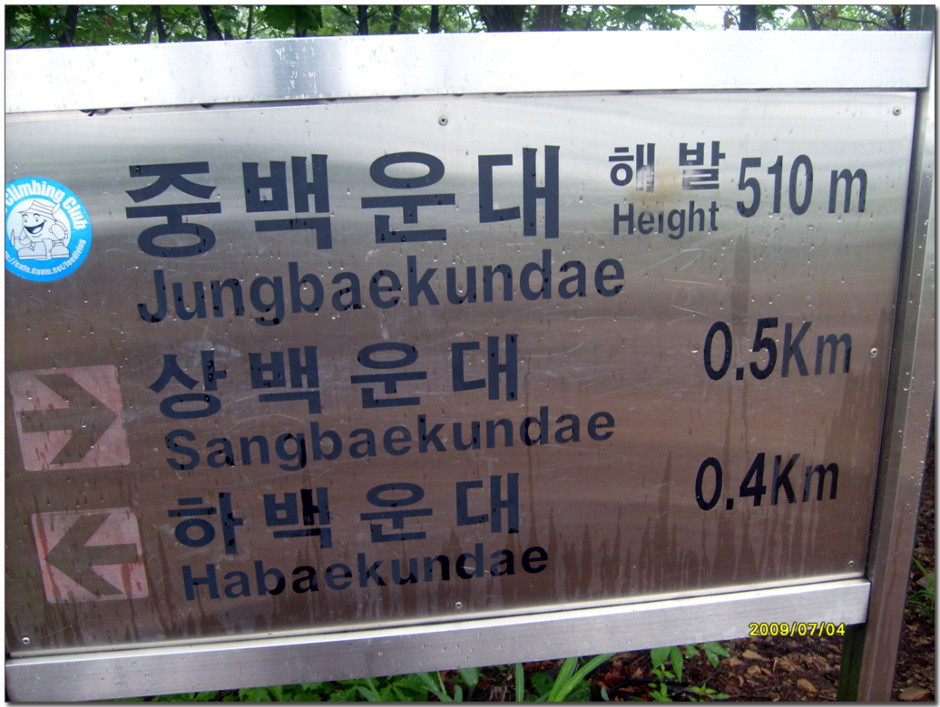 중백운대 해발 510 m
Jungbaekundae Height
상백운대 0.5Km
Sangbaekundae
하백운대 0.4Km
Habaekundae
Climbing Club
2009/07/04